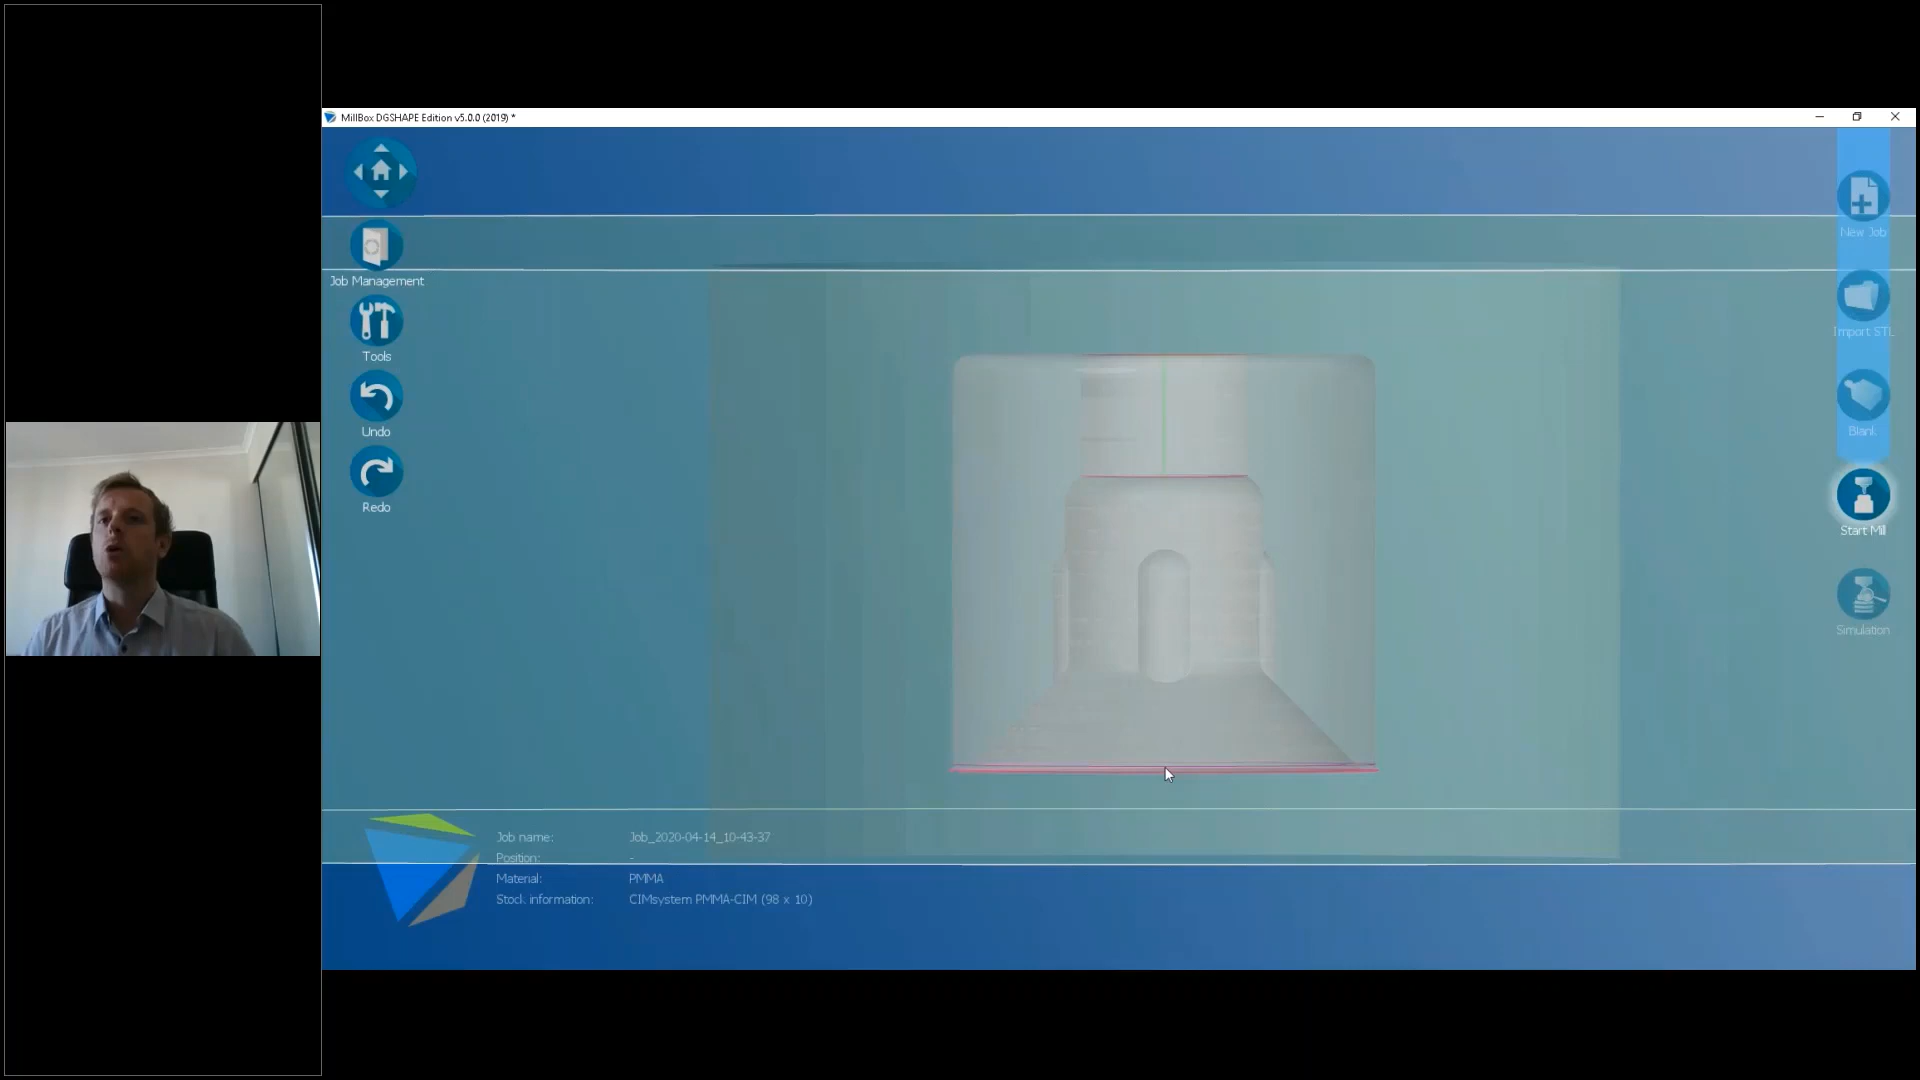 MillBox DGSHAPE Edition v5.0.0 (2019) *
New Job
Job Management
Import STL
Tools
Undo
Blank
Redo
Start Mill
Simulation
Job name: Job_2020-04-14_10-43-37
Position: -
Material: PMMA
Stock information: CIMsystem PMMA-CIM (98 x 10)